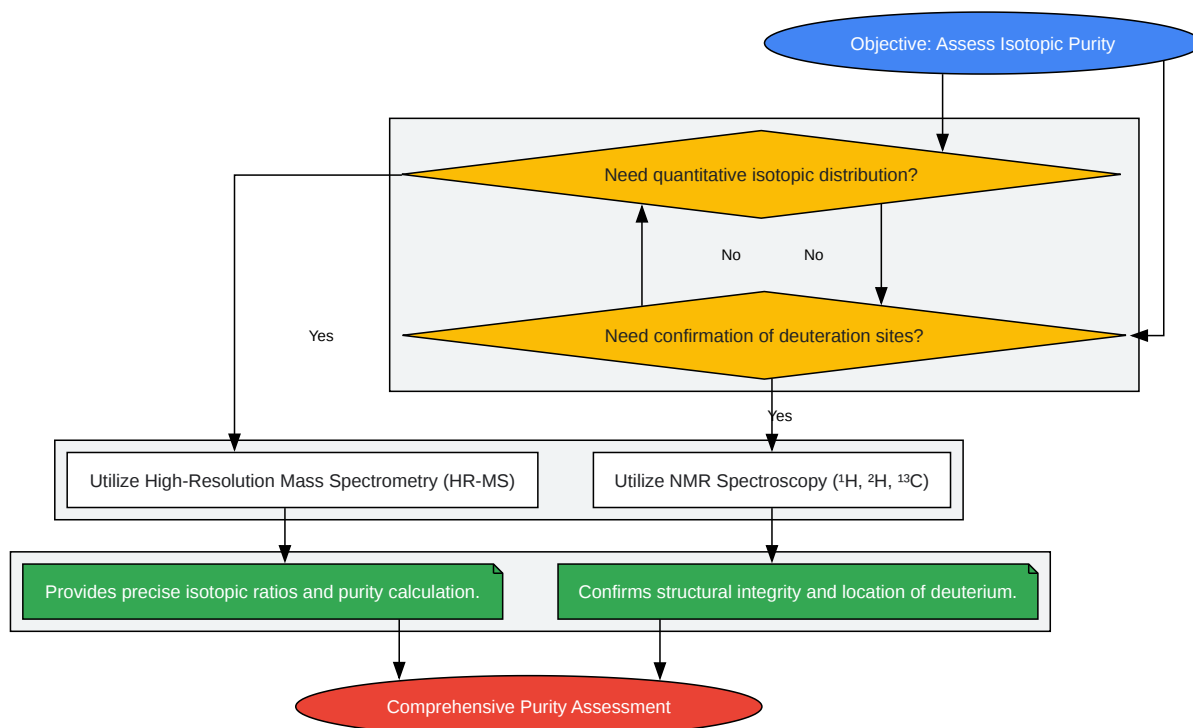 Objective: Assess Isotopic Purity
Need quantitative isotopic distribution?
No
No
Need confirmation of deuteration sites?
Yes
Yes
Utilize High-Resolution Mass Spectrometry (HR-MS)
Utilize NMR Spectroscopy (¹H, ²H, ¹³C)
Provides precise isotopic ratios and purity calculation.
Confirms structural integrity and location of deuterium.
Comprehensive Purity Assessment